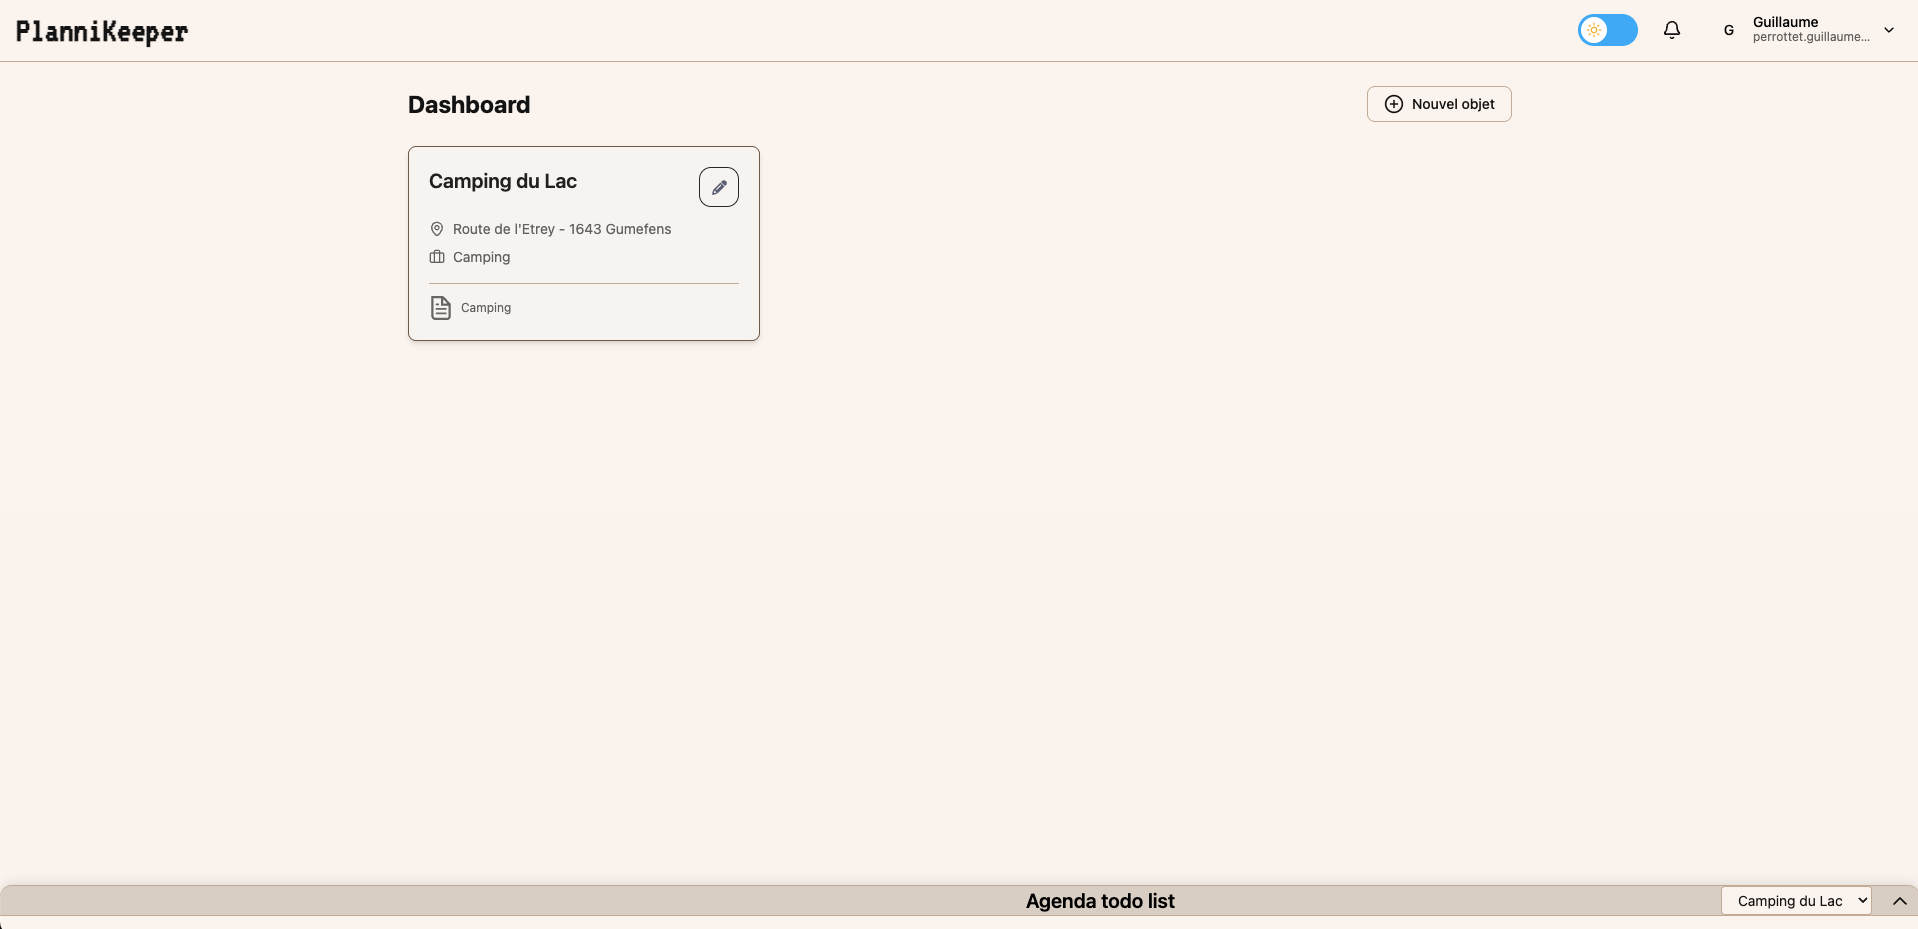 PlanniKeeper
G
Guillaume
perrottet.guillaume...
Dashboard
Nouvel objet
Camping du Lac
Route de l'Etrey - 1643 Gumefens
Camping
Camping
Agenda todo list
Camping du Lac